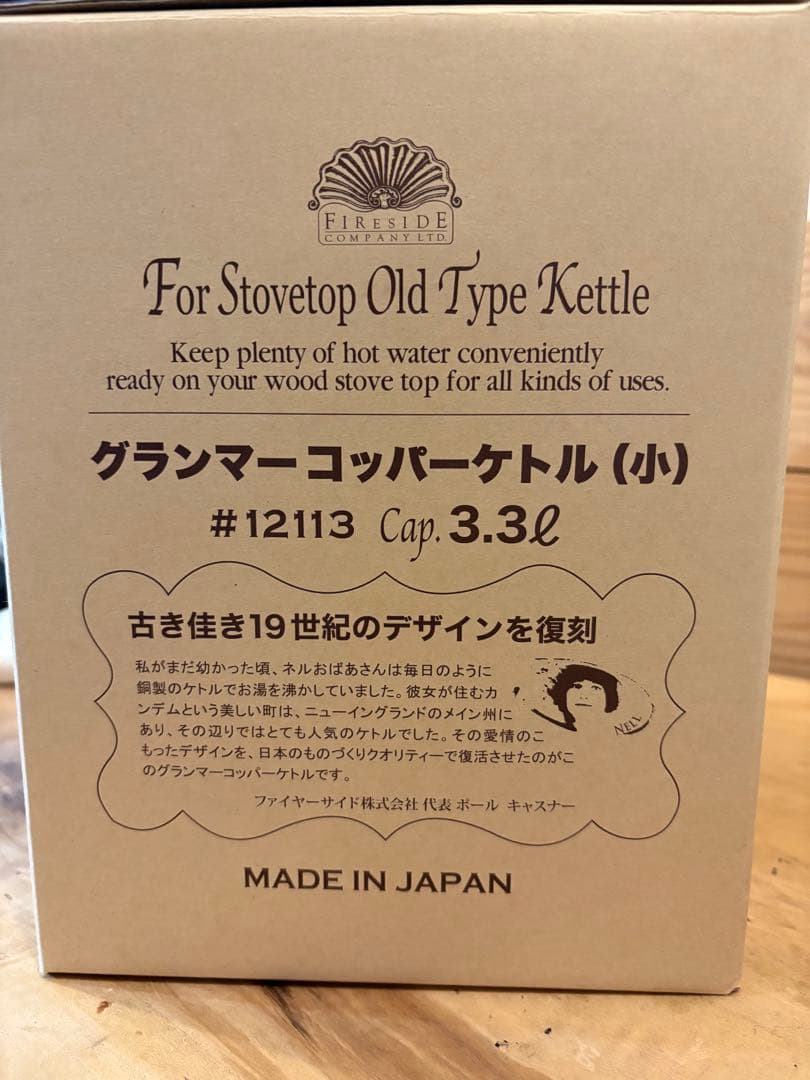 FIRESIDE
COMPANY LTD.
For Stovetop Old Type Kettle
Keep plenty of hot water conveniently
ready on your wood stove top for all kinds of uses.
グランマーコッパーケトル(小)
#12113 Cap. 3.3ℓ
古き佳き19世紀のデザインを復刻
私がまだ幼かった頃、ネルおばあさんは毎日のように
銅製のケトルでお湯を沸かしていました。彼女が住むカ
ンデムという美しい町は、ニューイングランドのメイン州に
あり、その辺りではとても人気のケトルでした。その愛情のこ
もったデザインを、日本のものづくりクオリティーで復活させたのがこ
のグランマーコッパーケトルです。
NELL
ファイヤーサイド株式会社 代表 ポール キャスナー
MADE IN JAPAN